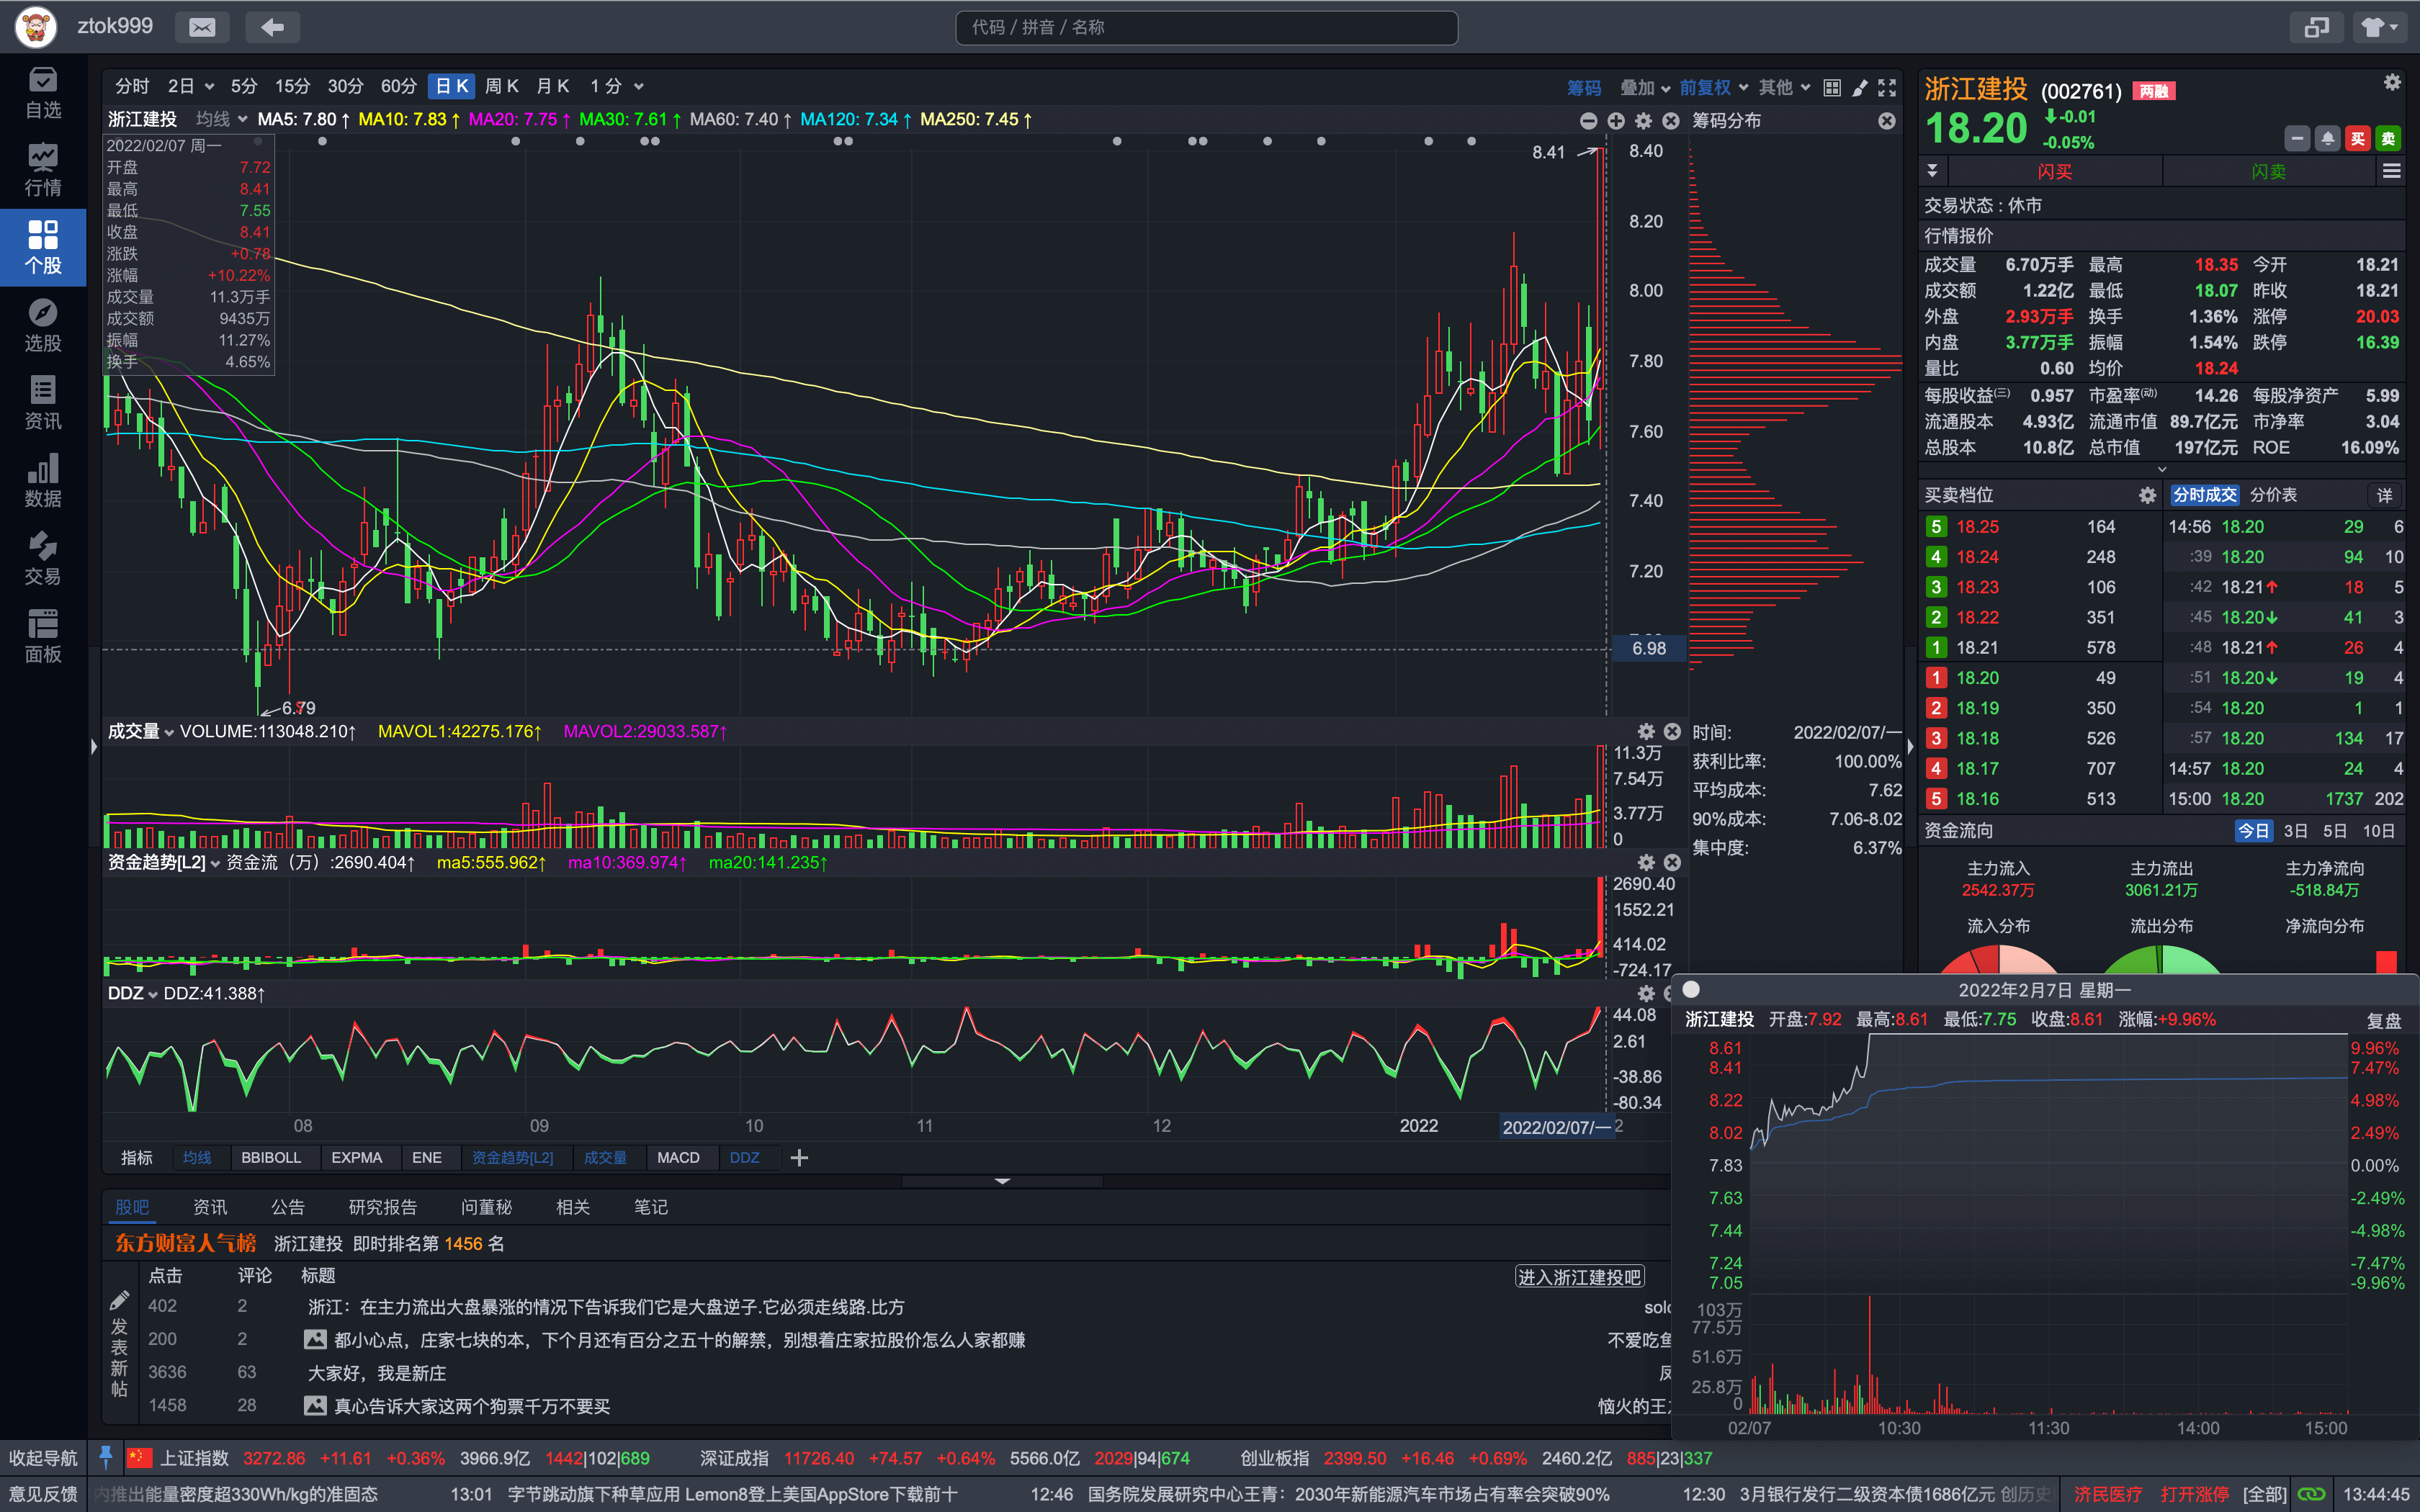 ztok999
代码 / 拼音 / 名称
自选
行情
个股
选股
资讯
数据
交易
面板
分时 2日 5分 15分 30分 60分 日K 周K 月K 1分 筹码 叠加 前复权 其他
浙江建投 均线 MA5: 7.80↑ MA10: 7.83↑ MA20: 7.75↑ MA30: 7.61↑ MA60: 7.40↑ MA120: 7.34↑ MA250: 7.45↑
筹码分布
2022/02/07 周一
开盘 7.72
最高 8.41
最低 7.55
收盘 8.41
涨跌 +0.78
涨幅 +10.22%
成交量 11.3万手
成交额 9435万
振幅 11.27%
换手 4.65%
8.41
8.40
8.20
8.00
7.80
7.60
7.40
7.20
6.98
6.79
成交量 VOLUME:113048.210↑ MAVOL1:42275.176↑ MAVOL2:29033.587↑
11.3万
7.54万
3.77万
0
资金趋势[L2] 资金流（万）:2690.404↑ ma5:555.962↑ ma10:369.974↑ ma20:141.235↑
2690.40
1552.21
414.02
-724.17
DDZ DDZ:41.388↑
44.08
2.61
-38.86
-80.34
08 09 10 11 12 2022 2022/02/07/一 2
指标 均线 BBIBOLL EXPMA ENE 资金趋势[L2] 成交量 MACD DDZ
时间: 2022/02/07/一
获利比率: 100.00%
平均成本: 7.62
90%成本: 7.06-8.02
集中度: 6.37%
股吧 资讯 公告 研究报告 问董秘 相关 笔记
东方财富人气榜 浙江建投 即时排名第 1456 名
点击 评论 标题 进入浙江建投吧
发表新帖
402 2 浙江：在主力流出大盘暴涨的情况下告诉我们它是大盘逆子.它必须走线路.比方
200 2 都小心点，庄家七块的本，下个月还有百分之五十的解禁，别想着庄家拉股价怎么人家都赚 不爱吃鱼
3636 63 大家好，我是新庄
1458 28 真心告诉大家这两个狗票千万不要买 恼火的王
浙江建投 (002761) 两融
18.20 -0.01
-0.05%
买 卖
闪买 闪卖
交易状态 : 休市
行情报价
成交量 6.70万手 最高 18.35 今开 18.21
成交额 1.22亿 最低 18.07 昨收 18.21
外盘 2.93万手 换手 1.36% 涨停 20.03
内盘 3.77万手 振幅 1.54% 跌停 16.39
量比 0.60 均价 18.24
每股收益(三) 0.957 市盈率(动) 14.26 每股净资产 5.99
流通股本 4.93亿 流通市值 89.7亿元 市净率 3.04
总股本 10.8亿 总市值 197亿元 ROE 16.09%
买卖档位 分时成交 分价表 详
5 18.25 164 14:56 18.20 29 6
4 18.24 248 :39 18.20 94 10
3 18.23 106 :42 18.21↑ 18 5
2 18.22 351 :45 18.20↓ 41 3
1 18.21 578 :48 18.21↑ 26 4
1 18.20 49 :51 18.20↓ 19 4
2 18.19 350 :54 18.20 1 1
3 18.18 526 :57 18.20 134 17
4 18.17 707 14:57 18.20 24 4
5 18.16 513 15:00 18.20 1737 202
资金流向 今日 3日 5日 10日
主力流入 主力流出 主力净流向
2542.37万 3061.21万 -518.84万
流入分布 流出分布 净流向分布
2022年2月7日 星期一
浙江建投 开盘:7.92 最高:8.61 最低:7.75 收盘:8.61 涨幅:+9.96% 复盘
8.61 9.96%
8.41 7.47%
8.22 4.98%
8.02 2.49%
7.83 0.00%
7.63 -2.49%
7.44 -4.98%
7.24 -7.47%
7.05 -9.96%
103万
77.5万
51.6万
25.8万
0
02/07 10:30 11:30 14:00 15:00
收起导航 上证指数 3272.86 +11.61 +0.36% 3966.9亿 1442|102|689 深证成指 11726.40 +74.57 +0.64% 5566.0亿 2029|94|674 创业板指 2399.50 +16.46 +0.69% 2460.2亿 885|23|337
意见反馈 内推出能量密度超330Wh/kg的准固态 13:01 字节跳动旗下种草应用 Lemon8登上美国AppStore下载前十 12:46 国务院发展研究中心王青：2030年新能源汽车市场占有率会突破90% 12:30 3月银行发行二级资本债1686亿元 创历史 济民医疗 打开涨停 [全部] 13:44:45